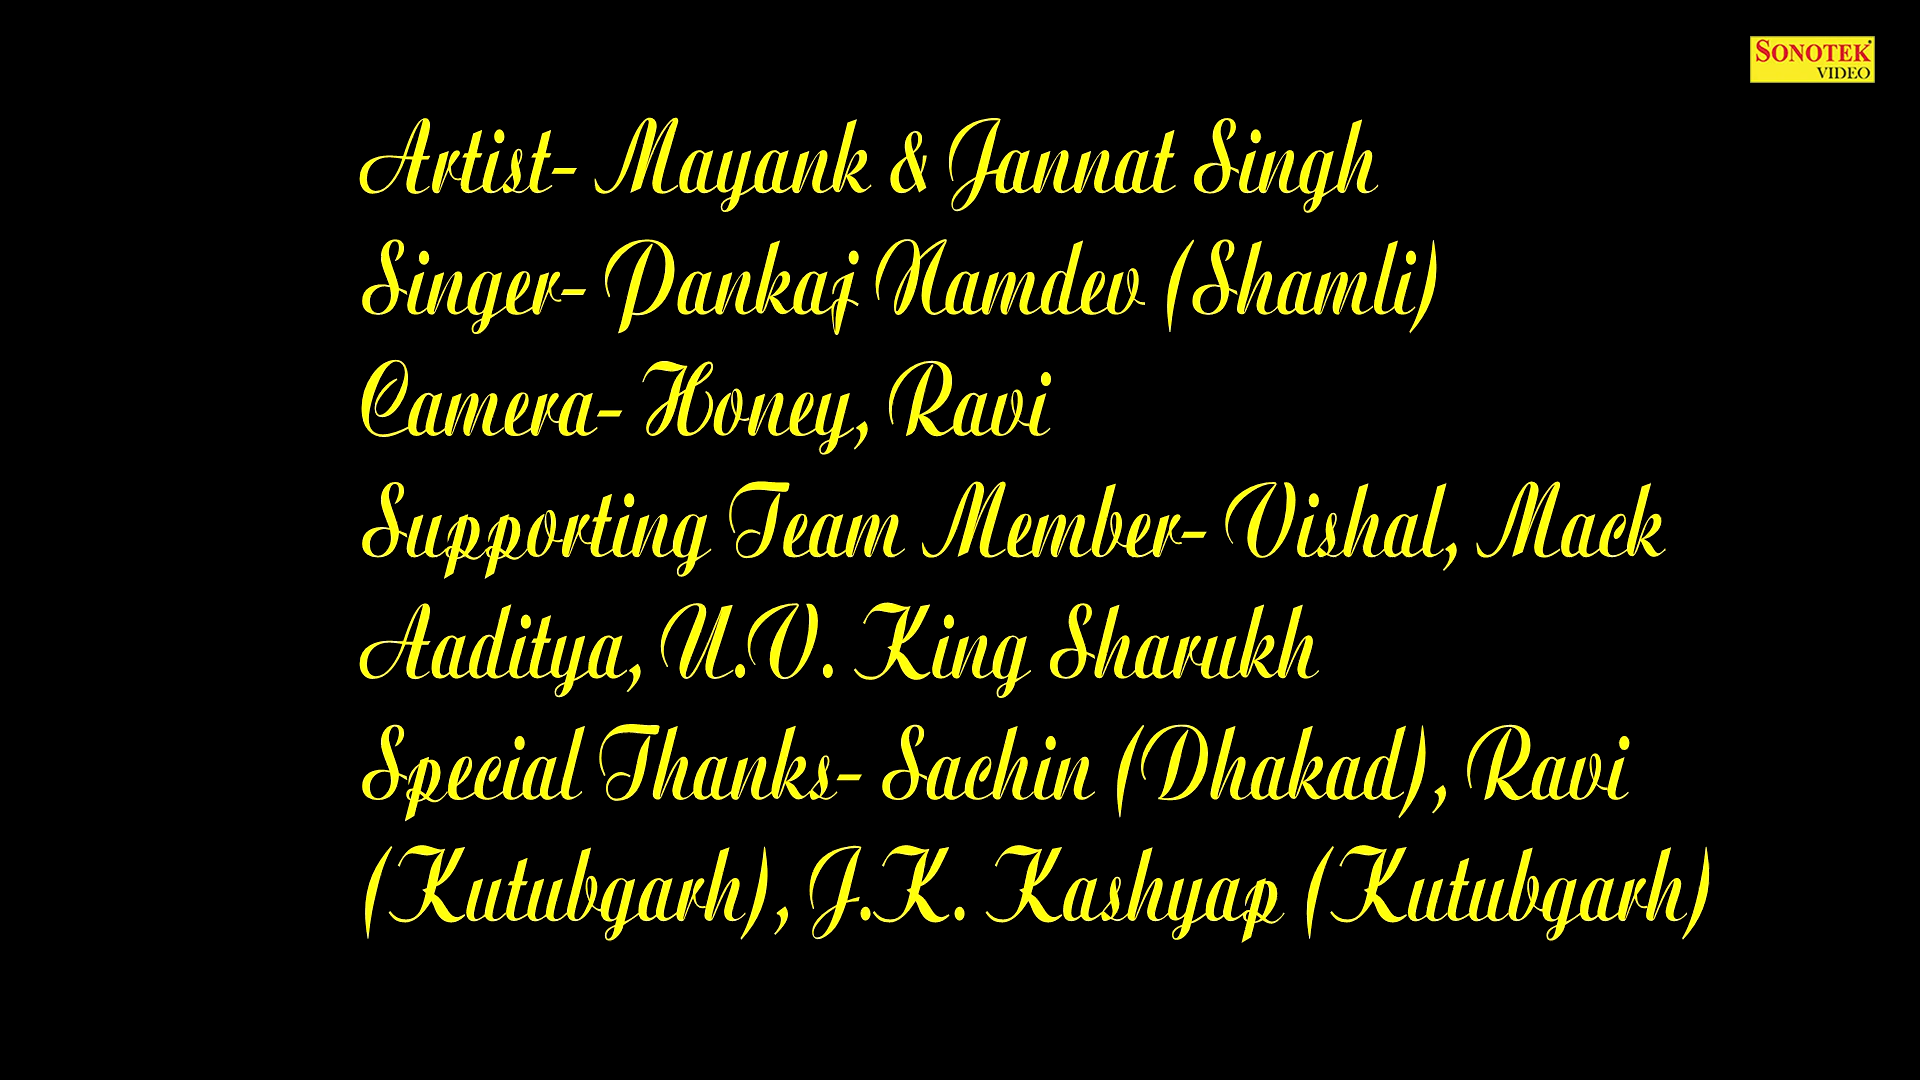 SONOTEK
VIDEO
Artist- Mayank & Jannat Singh
Singer- Pankaj Namdev (Shamli)
Camera- Honey, Ravi
Supporting Team Member- Vishal, Mack
Aaditya, U.V. King Sharukh
Special Thanks- Sachin (Dhakad), Ravi
(Kutubgarh), J.K. Kashyap (Kutubgarh)